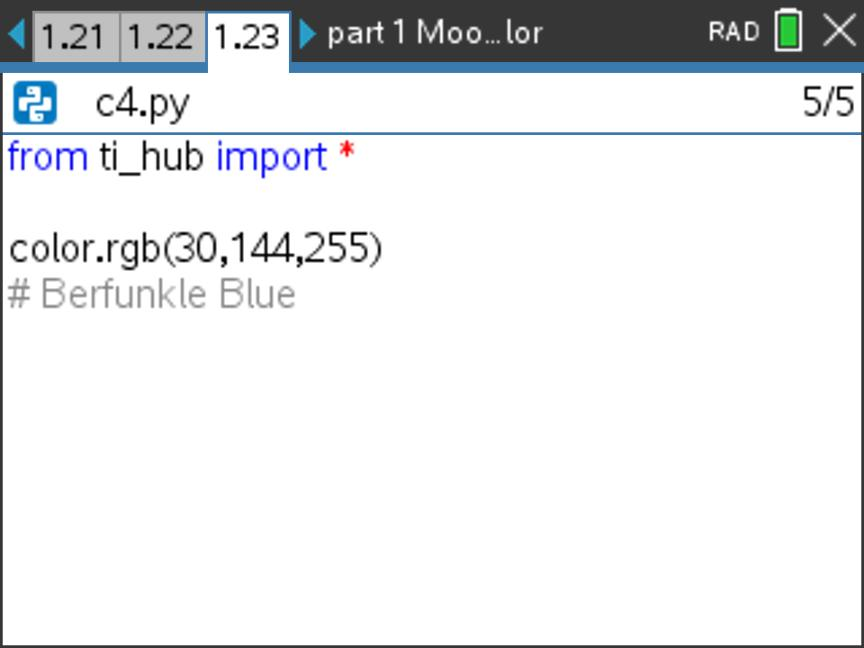 1.21 1.22 1.23 part 1 Moo...lor RAD
c4.py 5/5
from ti_hub import *
color.rgb(30,144,255)
# Berfunkle Blue